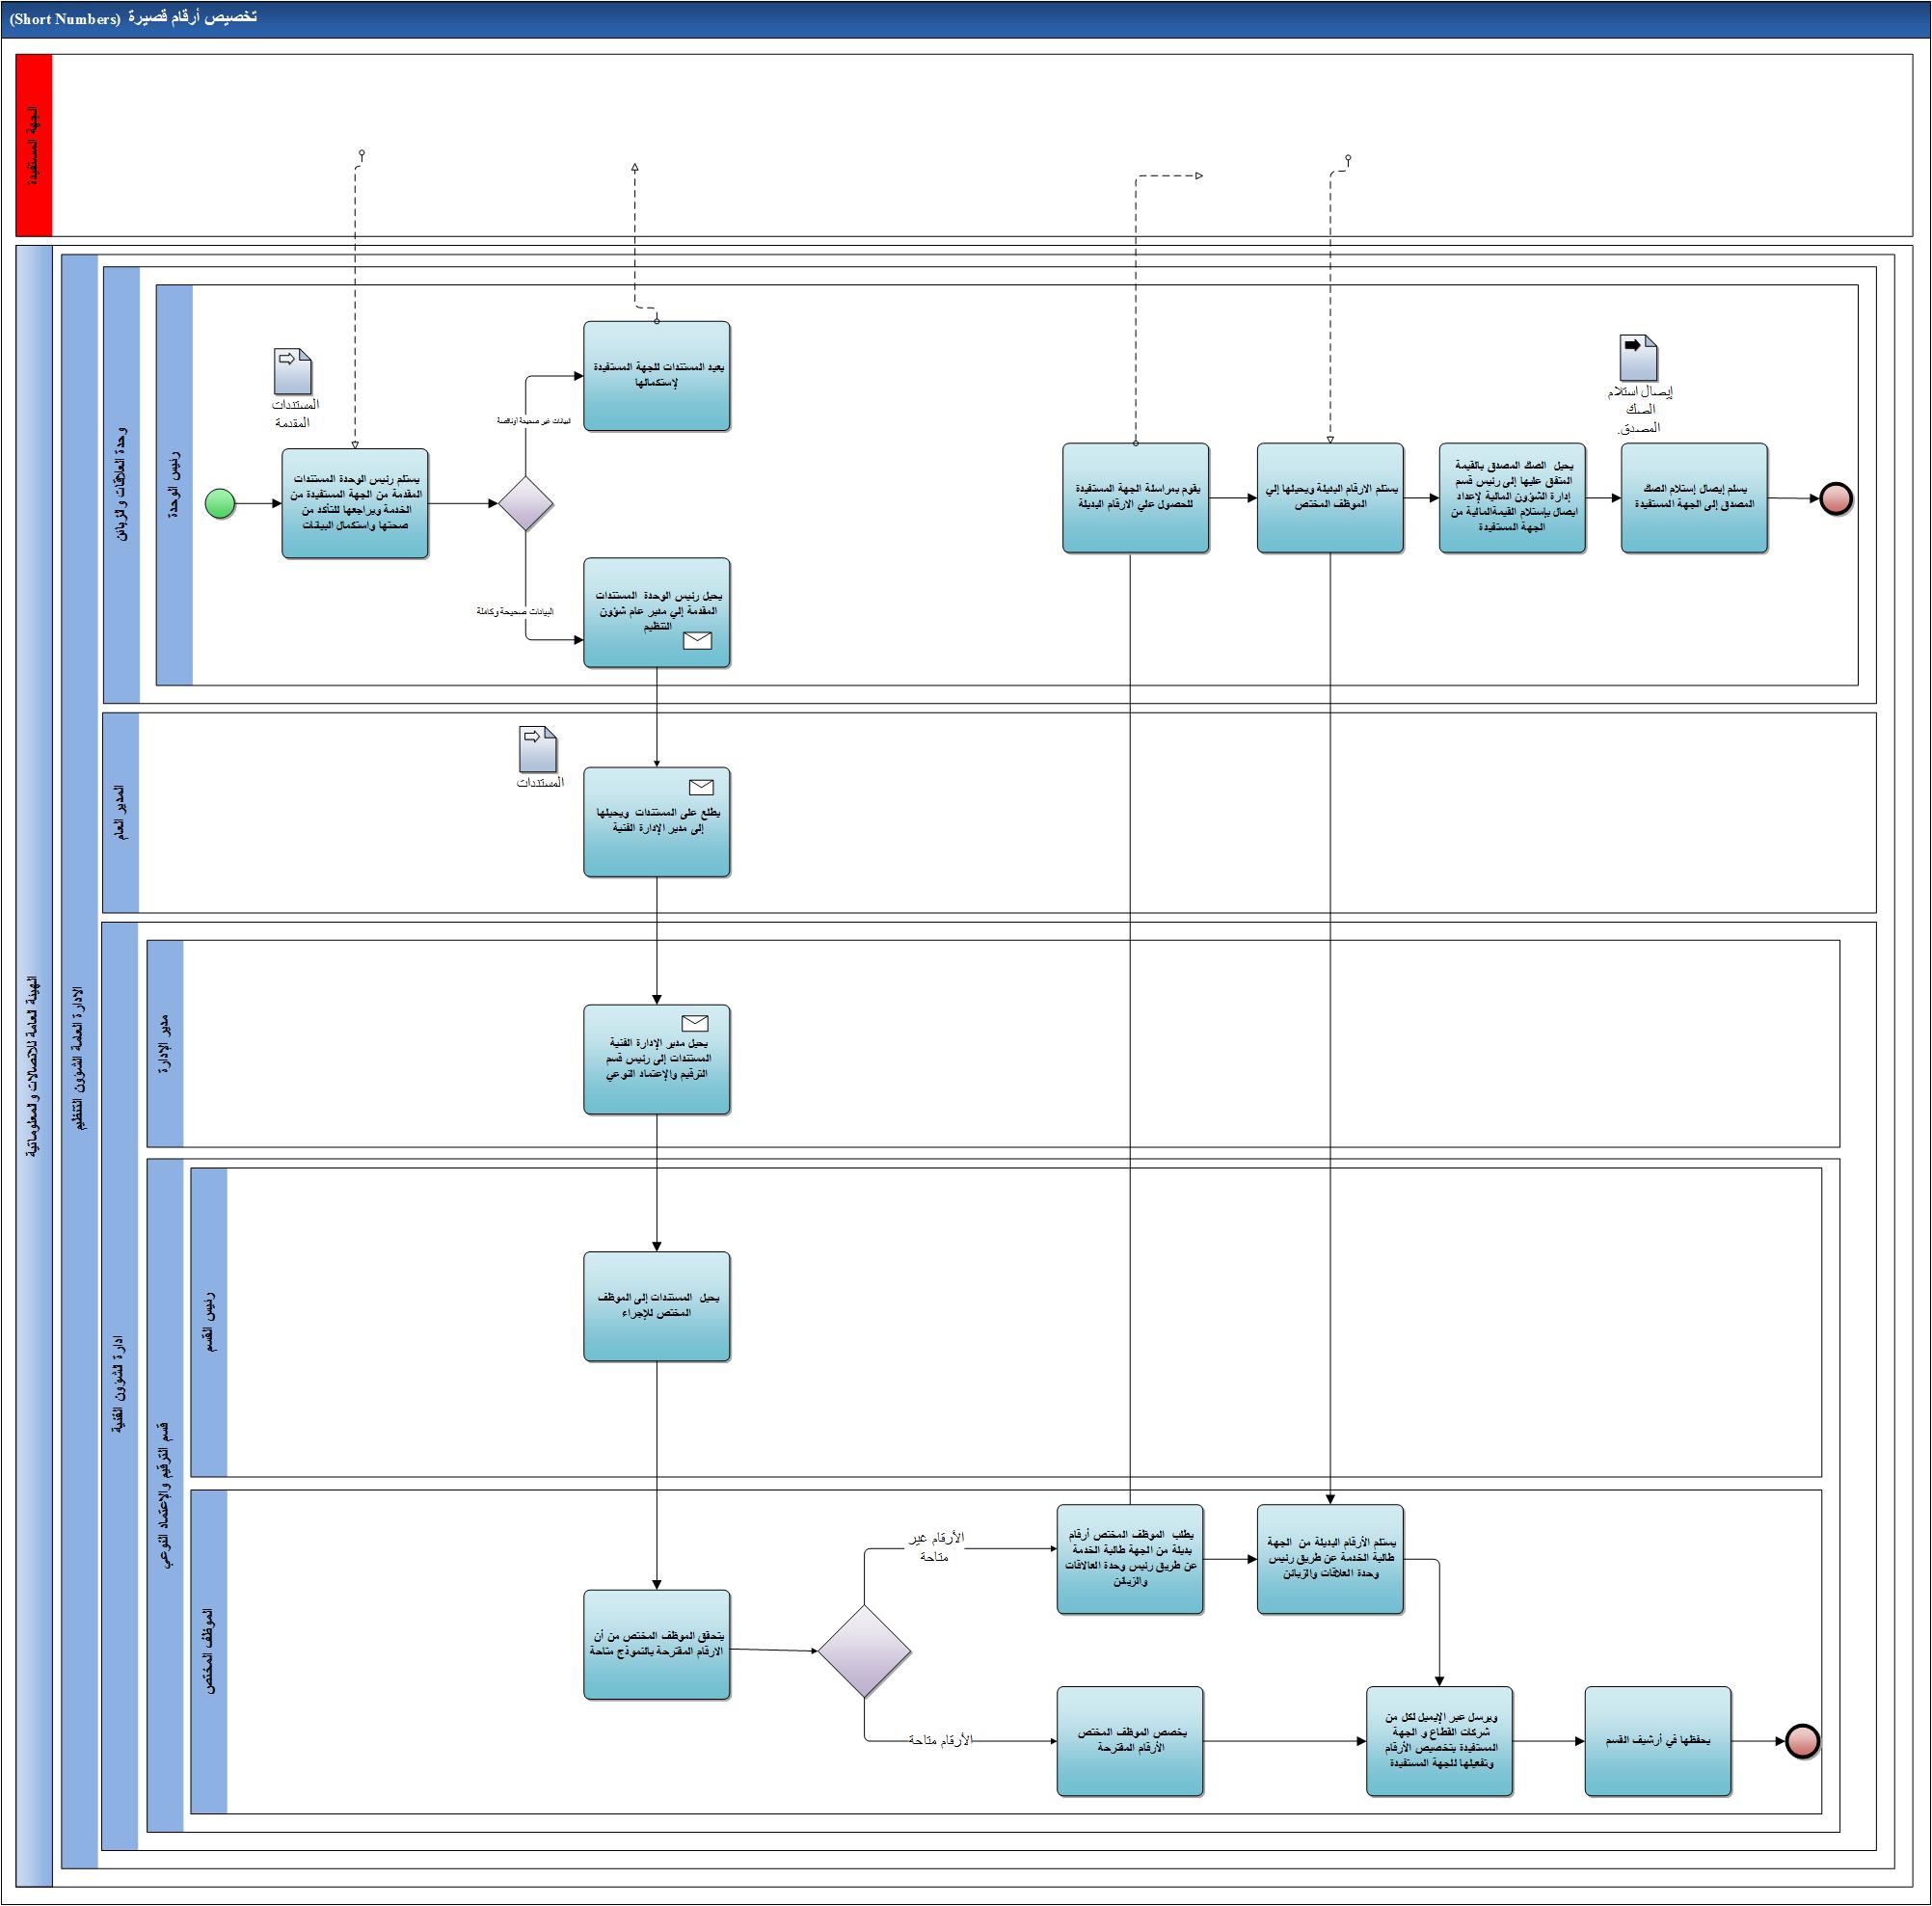 تخصيص أرقام قصيرة (Short Numbers)
الجهة المستفيدة
الهيئة العامة للاتصالات والمعلوماتية
الادارة العامة الشؤون التنظيم
وحدة العلاقات والزبائن
رئيس الوحدة
المستندات
المقدمة
يستلم رئيس الوحدة المستندات
المقدمة من الجهة المستفيدة من
الخدمة ويراجعها للتأكد من
صحتها واستكمال البيانات
البيانات غير صحيحة اوناقصة
يعيد المستندات للجهة المستفيدة
لإستكمالها
البيانات صحيحة وكاملة
يحيل رئيس الوحدة المستندات
المقدمة إلي مدير عام شؤون
التنظيم
يقوم بمراسلة الجهة المستفيدة
للحصول علي الارقام البديلة
يستلم الارقام البديلة ويحيلها إلي
الموظف المختص
يحيل الصك المصدق بالقيمة
المتفق عليها إلى رئيس قسم
إدارة الشؤون المالية لإعداد
ايصال بإستلام القيمةالمالية من
الجهة المستفيدة
إيصال استلام
الصك
المصدق.
يسلم إيصال إستلام الصك
المصدق إلى الجهة المستفيدة
المدير العام
المستندات
يطلع على المستندات ويحيلها
إلى مدير الإدارة الفنية
ادارة الشؤون الفنية
مدير الإدارة
يحيل مدير الإدارة الفنية
المستندات إلى رئيس قسم
الترقيم والإعتماد النوعي
قسم الترقيم والإعتماد النوعي
رئيس القسم
يحيل المستندات إلى الموظف
المختص للإجراء
الموظف المختص
يتحقق الموظف المختص من أن
الارقام المقترحة بالنموذج متاحة
الأرقام غير
متاحة
يطلب الموظف المختص أرقام
بديلة من الجهة طالبة الخدمة
عن طريق رئيس وحدة العالاقات
والزبائن
يستلم الأرقام البديلة من الجهة
طالبة الخدمة عن طريق رئيس
وحدة العلاقات والزبائن
الأرقام متاحة
يخصص الموظف المختص
الأرقام المقترحة
ويرسل عبر الإيميل لكل من
شركات القطاع و الجهة
المستفيدة بتخصيص الأرقام
وتفعيلها للجهة المستفيدة
يحفظها في أرشيف القسم